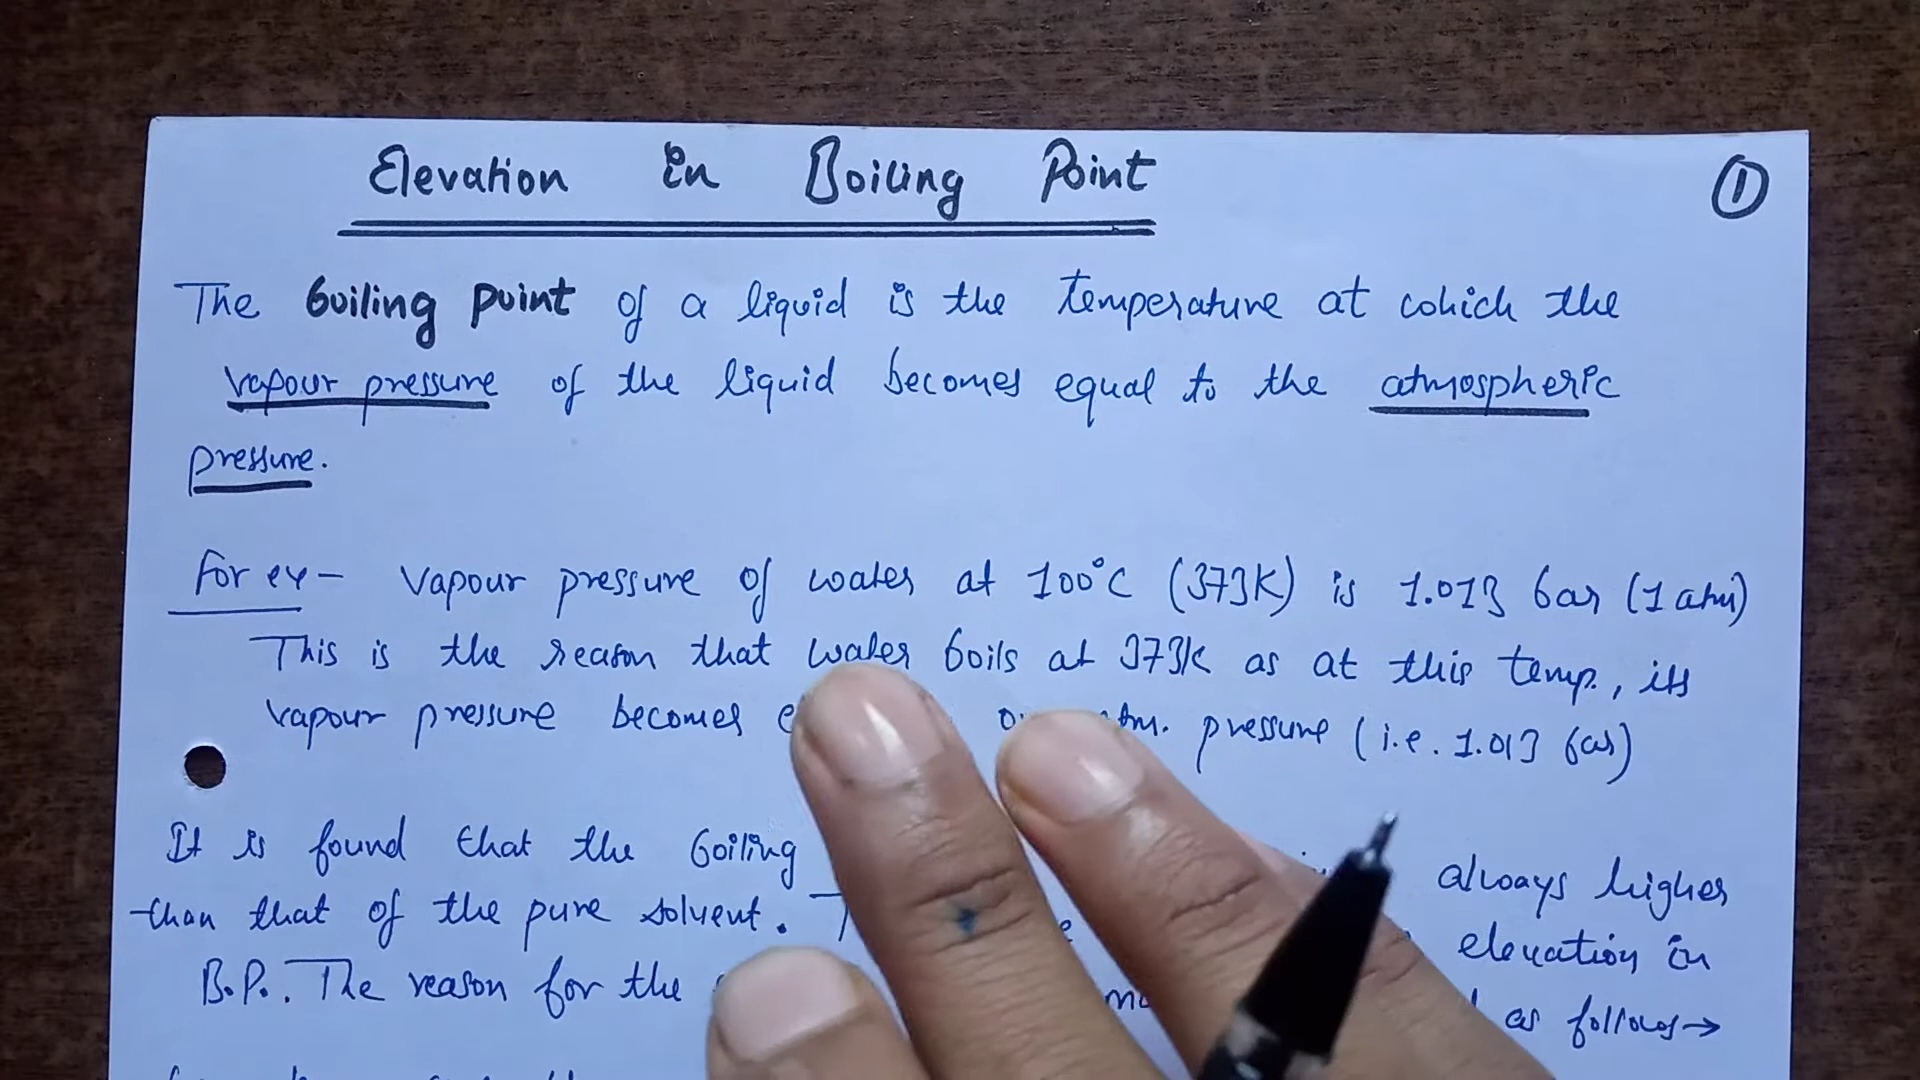 Elevation in Boiling Point
①
The boiling point of a liquid is the temperature at which the
vapour pressure of the liquid becomes equal to the atmospheric
pressure.
For ex- Vapour pressure of water at 100°C (373K) is 1.013 bar (1 atm)
This is the reason that water boils at 373K as at this temp., its
vapour pressure becomes atm. pressure (i.e. 1.013 bar)
It is found that the boiling always higher
than that of the pure solvent. elevation in
B.P.. The reason for the as follows→